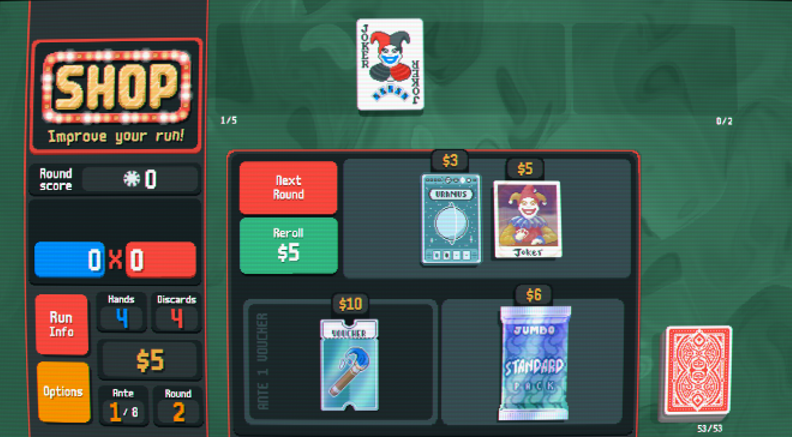 SHOP
Improve your run!
Round
score
0
0 X 0
Run
Info
Hands
4
Discards
4
$5
Options
Ante
1/8
Round
2
JOKER
JOKER
1/5
0/2
Next
Round
Reroll
$5
$3
URANUS
$5
Joker
ANTE 1 VOUCHER
$10
VOUCHER
$6
JUMBO
STANDARD
PACK
53/53